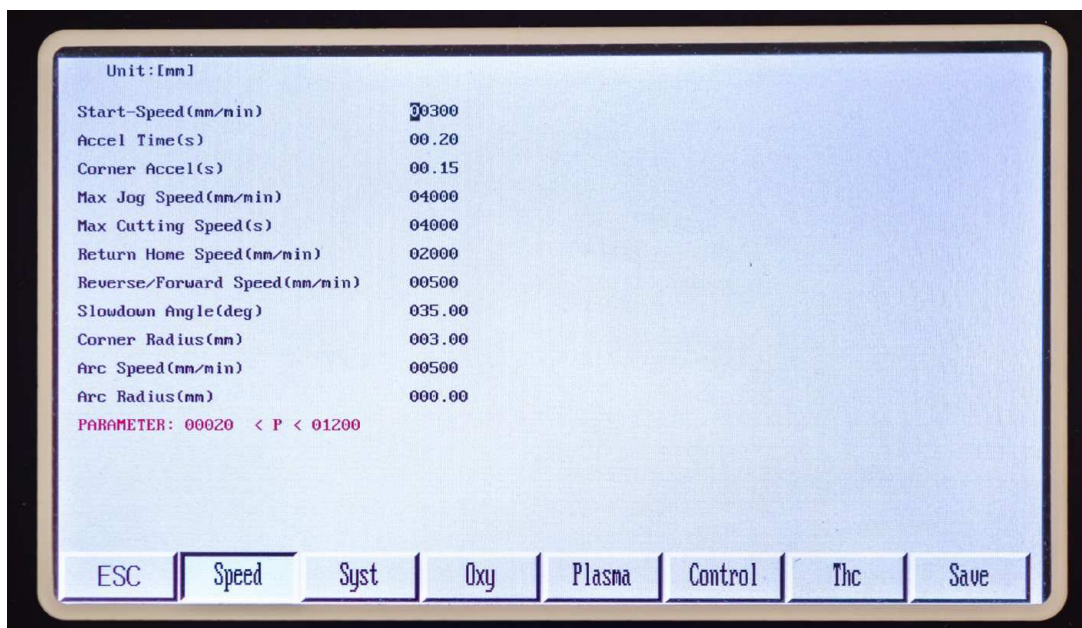 Unit:[mm]
Start-Speed(mm/min) 00300
Accel Time(s) 00.20
Corner Accel(s) 00.15
Max Jog Speed(mm/min) 04000
Max Cutting Speed(s) 04000
Return Home Speed(mm/min) 02000
Reverse/Forward Speed(mm/min) 00500
Slowdown Angle(deg) 035.00
Corner Radius(mm) 003.00
Arc Speed(mm/min) 00500
Arc Radius(mm) 000.00
PARAMETER: 00020 < P < 01200
ESC Speed Syst Oxy Plasma Control Thc Save